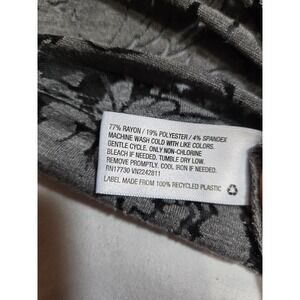 77% RAYON / 19% POLYESTER / 4% SPANDEX
MACHINE WASH COLD WITH LIKE COLORS.
GENTLE CYCLE. ONLY NON-CHLORINE
BLEACH IF NEEDED. TUMBLE DRY LOW.
REMOVE PROMPTLY. COOL IRON IF NEEDED.
RN17730 VN2242811
LABEL MADE FROM 100% RECYCLED PLASTIC